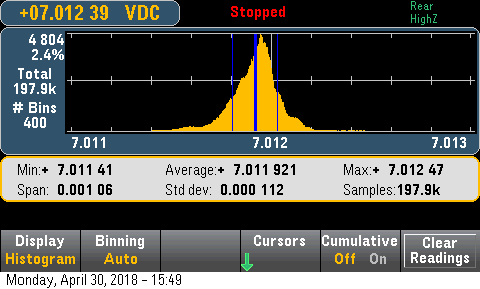 +07.012 39 VDC Stopped Rear
HighZ
4 804
2.4%
Total
197.9k
# Bins
400
7.011 7.012 7.013
Min:+ 7.011 41 Average:+ 7.011 921 Max:+ 7.012 47
Span: 0.001 06 Std dev: 0.000 112 Samples:197.9k
Display Binning Cursors Cumulative Clear
Histogram Auto Off On Readings
Monday, April 30, 2018 - 15:49